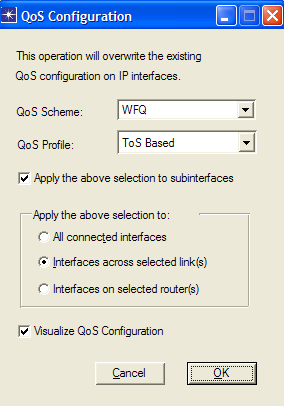 QoS Configuration
This operation will overwrite the existing
QoS configuration on IP interfaces.
QoS Scheme: WFQ
QoS Profile: ToS Based
Apply the above selection to subinterfaces
Apply the above selection to:
All connected interfaces
Interfaces across selected link(s)
Interfaces on selected router(s)
Visualize QoS Configuration
Cancel OK